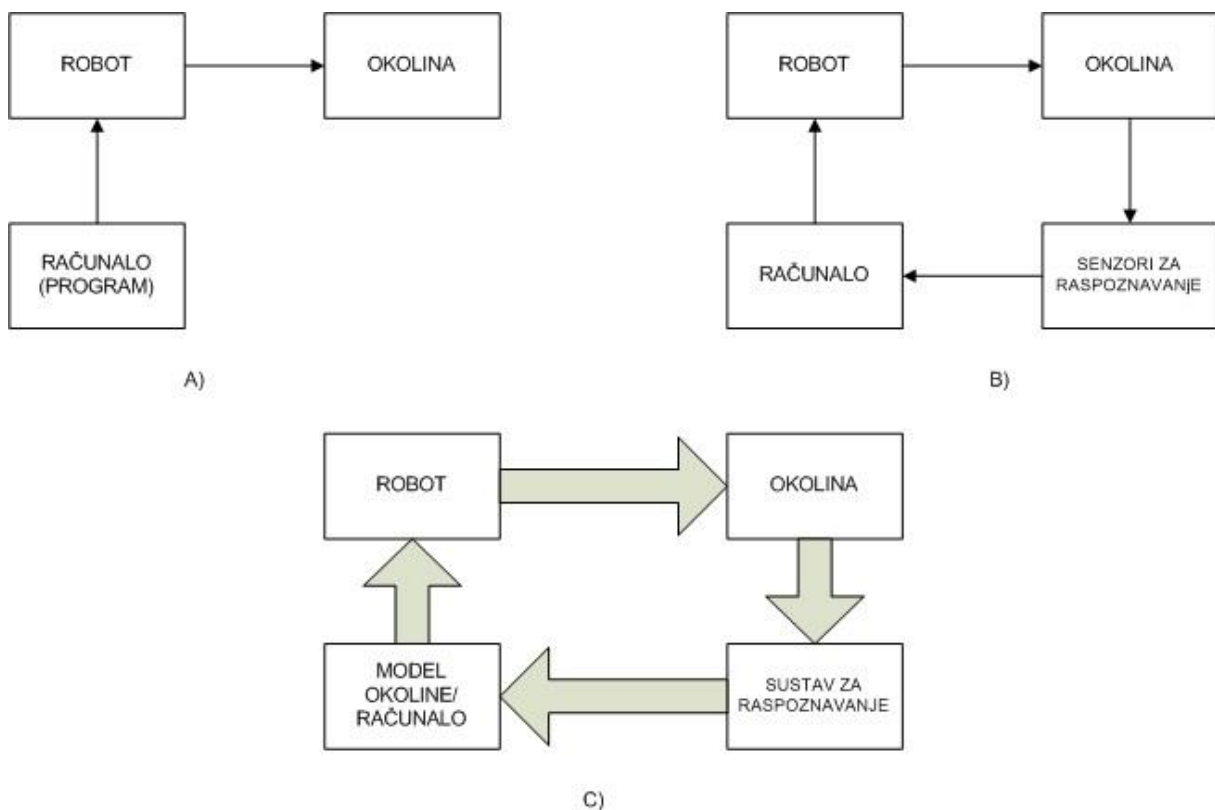 ROBOT
OKOLINA
RAČUNALO
(PROGRAM)
A)
ROBOT
OKOLINA
RAČUNALO
SENZORI ZA
RASPOZNAVANjE
B)
ROBOT
OKOLINA
MODEL
OKOLINE/
RAČUNALO
SUSTAV ZA
RASPOZNAVANJE
C)